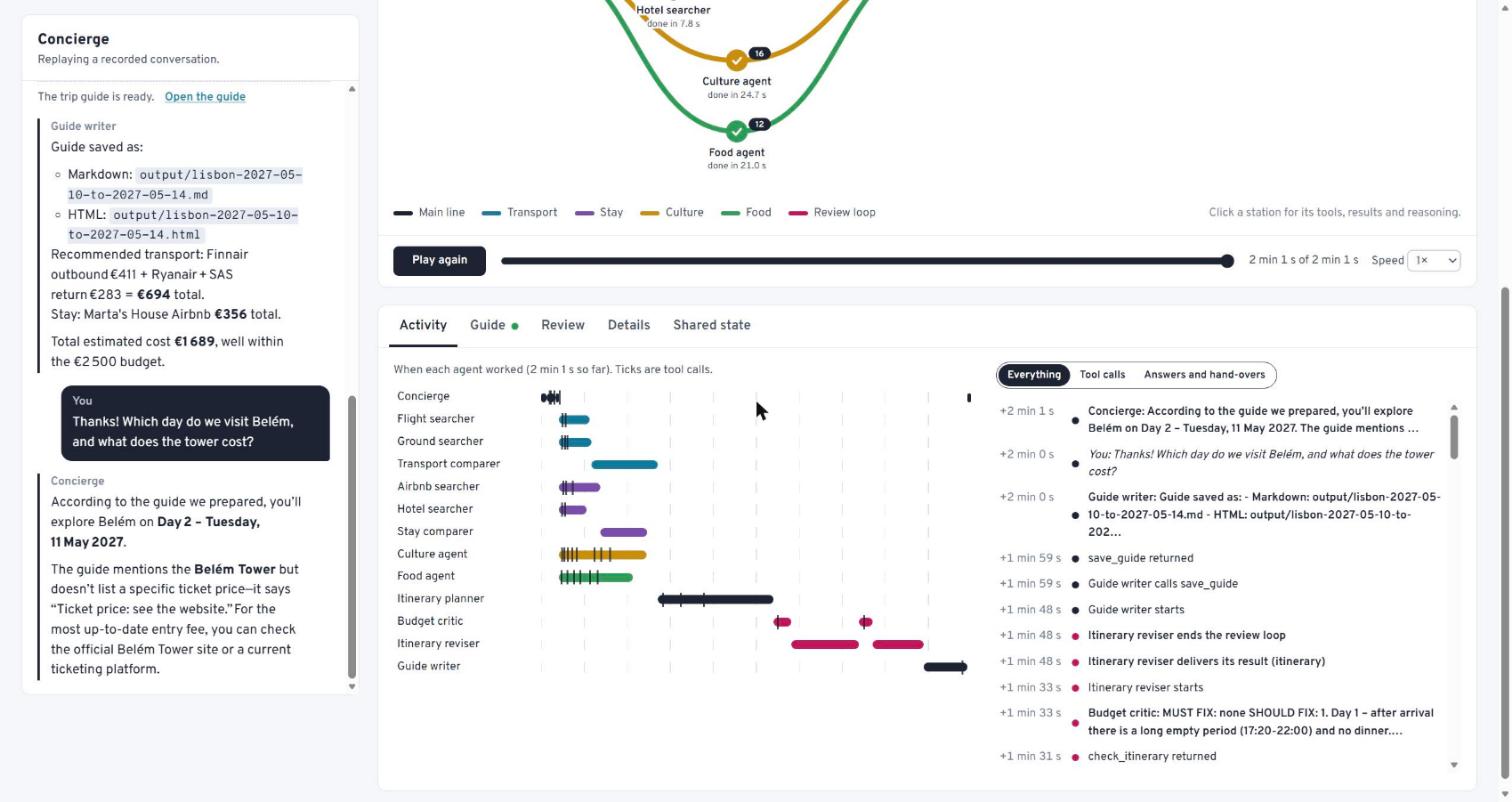 Concierge
Replaying a recorded conversation.
The trip guide is ready. Open the guide
Guide writer
Guide saved as:
Markdown: output/lisbon-2027-05-
10-to-2027-05-14.md
HTML: output/lisbon-2027-05-10-
to-2027-05-14.html
Recommended transport: Finnair
outbound €411 + Ryanair + SAS
return €283 = €694 total.
Stay: Marta's House Airbnb €356 total.
Total estimated cost €1 689, well within
the €2 500 budget.
You
Thanks! Which day do we visit Belém,
and what does the tower cost?
Concierge
According to the guide we prepared, you'll
explore Belém on Day 2 – Tuesday,
11 May 2027.
The guide mentions the Belém Tower but
doesn't list a specific ticket price—it says
“Ticket price: see the website.” For the
most up-to-date entry fee, you can check
the official Belém Tower site or a current
ticketing platform.
Hotel searcher
done in 7.8 s
16
Culture agent
done in 24.7 s
12
Food agent
done in 21.0 s
Main line
Transport
Stay
Culture
Food
Review loop
Click a station for its tools, results and reasoning.
Play again
2 min 1 s of 2 min 1 s
Speed
1×
Activity
Guide
Review
Details
Shared state
When each agent worked (2 min 1 s so far). Ticks are tool calls.
Concierge
Flight searcher
Ground searcher
Transport comparer
Airbnb searcher
Hotel searcher
Stay comparer
Culture agent
Food agent
Itinerary planner
Budget critic
Itinerary reviser
Guide writer
Everything
Tool calls
Answers and hand-overs
+2 min 1 s Concierge: According to the guide we prepared, you'll explore
Belém on Day 2 – Tuesday, 11 May 2027. The guide mentions ...
+2 min 0 s You: Thanks! Which day do we visit Belém, and what does the tower
cost?
+2 min 0 s Guide writer: Guide saved as: - Markdown: output/lisbon-2027-05-
10-to-2027-05-14.md - HTML: output/lisbon-2027-05-10-to-
202...
+1 min 59 s save_guide returned
+1 min 59 s Guide writer calls save_guide
+1 min 48 s Guide writer starts
+1 min 48 s Itinerary reviser ends the review loop
+1 min 48 s Itinerary reviser delivers its result (itinerary)
+1 min 33 s Itinerary reviser starts
+1 min 33 s Budget critic: MUST FIX: none SHOULD FIX: 1. Day 1 – after arrival
there is a long empty period (17:20-22:00) and no dinner....
+1 min 31 s check_itinerary returned